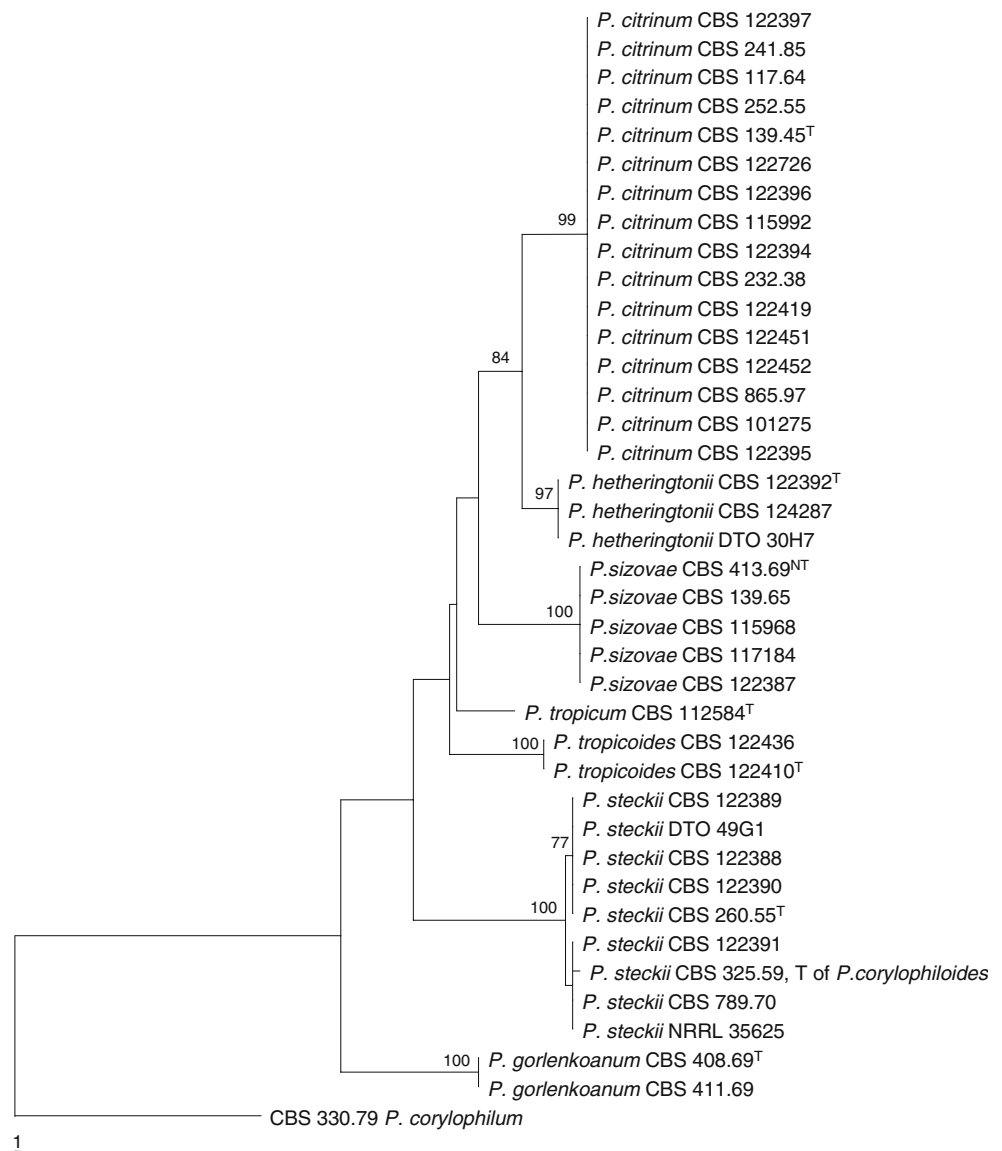 P. citrinum CBS 122397
P. citrinum CBS 241.85
P. citrinum CBS 117.64
P. citrinum CBS 252.55
P. citrinum CBS 139.45T
P. citrinum CBS 122726
P. citrinum CBS 122396
P. citrinum CBS 115992
99
P. citrinum CBS 122394
P. citrinum CBS 232.38
P. citrinum CBS 122419
P. citrinum CBS 122451
84
P. citrinum CBS 122452
P. citrinum CBS 865.97
P. citrinum CBS 101275
P. citrinum CBS 122395
P. hetheringtonii CBS 122392T
97
P. hetheringtonii CBS 124287
P. hetheringtonii DTO 30H7
P.sizovae CBS 413.69NT
P.sizovae CBS 139.65
100
P.sizovae CBS 115968
P.sizovae CBS 117184
P.sizovae CBS 122387
P. tropicum CBS 112584T
100
P. tropicoides CBS 122436
P. tropicoides CBS 122410T
P. steckii CBS 122389
P. steckii DTO 49G1
77
P. steckii CBS 122388
P. steckii CBS 122390
100
P. steckii CBS 260.55T
P. steckii CBS 122391
P. steckii CBS 325.59, T of P.corylophiloides
P. steckii CBS 789.70
P. steckii NRRL 35625
100
P. gorlenkoanum CBS 408.69T
P. gorlenkoanum CBS 411.69
CBS 330.79 P. corylophilum
1